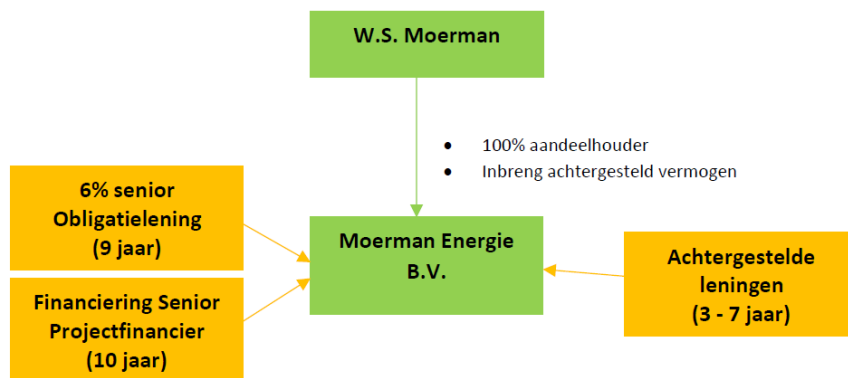 W.S. Moerman
• 100% aandeelhouder
• Inbreng achtergesteld vermogen
6% senior
Obligatielening
(9 jaar)
Moerman Energie
B.V.
Achtergestelde
leningen
(3 - 7 jaar)
Financiering Senior
Projectfinancier
(10 jaar)